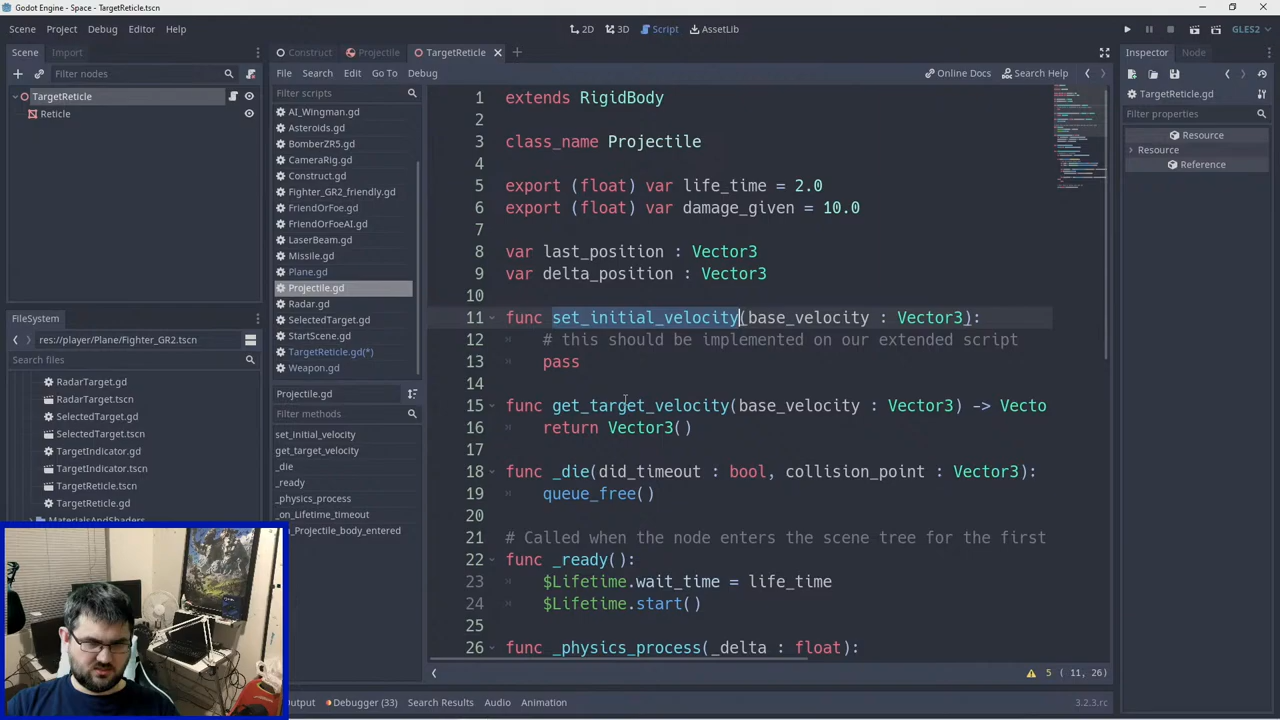 Godot Engine - Space - TargetReticle.tscn
Scene Project Debug Editor Help
2D 3D Script AssetLib
GLES2
Scene Import
Filter nodes
TargetReticle
Reticle
FileSystem
res://player/Plane/Fighter_GR2.tscn
Search files
RadarTarget.gd
RadarTarget.tscn
SelectedTarget.gd
SelectedTarget.tscn
TargetIndicator.gd
TargetIndicator.tscn
TargetReticle.tscn
TargetReticle.gd
MaterialsAndShaders
Construct Projectile TargetReticle
File Search Edit Go To Debug
Online Docs Search Help
Filter scripts
AI_Wingman.gd
Asteroids.gd
BomberZR5.gd
CameraRig.gd
Construct.gd
Fighter_GR2_friendly.gd
FriendOrFoe.gd
FriendOrFoeAI.gd
LaserBeam.gd
Missile.gd
Plane.gd
Projectile.gd
Radar.gd
SelectedTarget.gd
StartScene.gd
TargetReticle.gd(*)
Weapon.gd
Projectile.gd
Filter methods
set_initial_velocity
get_target_velocity
_die
_ready
_physics_process
_on_Lifetime_timeout
_Projectile_body_entered
1 extends RigidBody
2
3 class_name Projectile
4
5 export (float) var life_time = 2.0
6 export (float) var damage_given = 10.0
7
8 var last_position : Vector3
9 var delta_position : Vector3
10
11 func set_initial_velocity(base_velocity : Vector3):
12 # this should be implemented on our extended script
13 pass
14
15 func get_target_velocity(base_velocity : Vector3) -> Vecto
16 return Vector3()
17
18 func _die(did_timeout : bool, collision_point : Vector3):
19 queue_free()
20
21 # Called when the node enters the scene tree for the first
22 func _ready():
23 $Lifetime.wait_time = life_time
24 $Lifetime.start()
25
26 func _physics_process(_delta : float):
5 ( 11, 26)
Output Debugger (33) Search Results Audio Animation
3.2.3.rc
Inspector Node
TargetReticle.gd
Filter properties
Resource
Resource
Reference